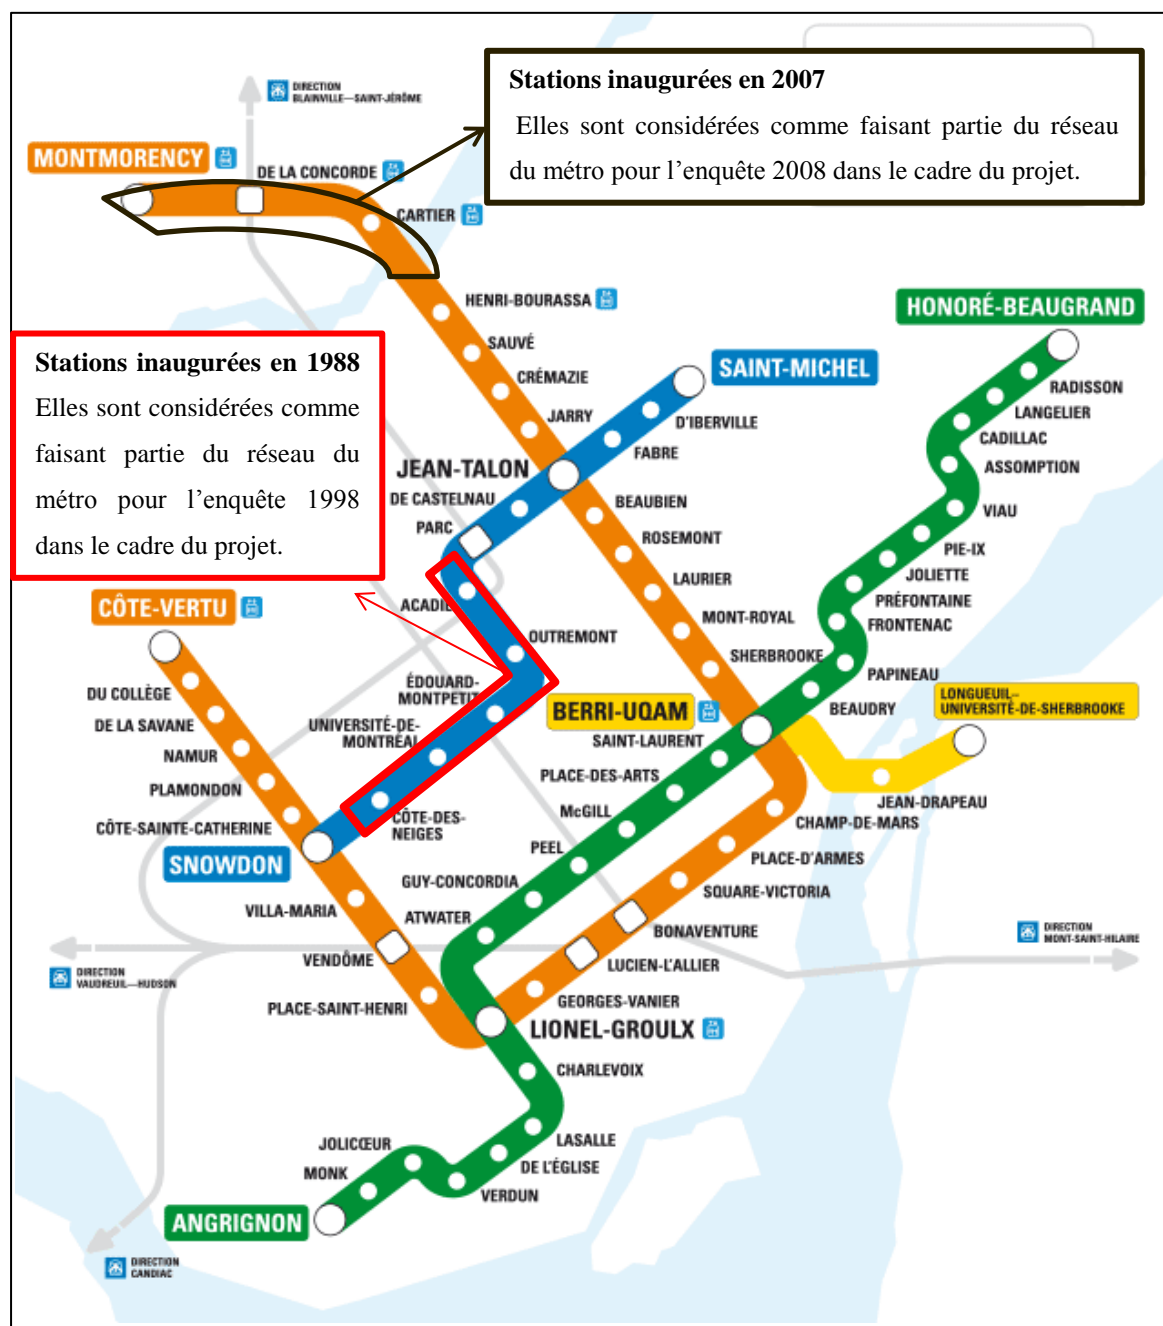 Stations inaugurées en 2007
Elles sont considérées comme faisant partie du réseau
du métro pour l'enquête 2008 dans le cadre du projet.
DIRECTION
BLAINVILLE—SAINT-JÉRÔME
MONTMORENCY
DE LA CONCORDE
CARTIER
HENRI-BOURASSA
SAUVÉ
CRÉMAZIE
JARRY
HONORÉ-BEAUGRAND
SAINT-MICHEL
Stations inaugurées en 1988
Elles sont considérées comme
faisant partie du réseau du
métro pour l'enquête 1998
dans le cadre du projet.
RADISSON
LANGELIER
CADILLAC
ASSOMPTION
VIAU
PIE-IX
JOLIETTE
PRÉFONTAINE
FRONTENAC
PAPINEAU
BEAUDRY
D'IBERVILLE
FABRE
JEAN-TALON
DE CASTELNAU
PARC
ACADIE
OUTREMONT
ÉDOUARD-
MONTPETIT
UNIVERSITÉ-DE-
MONTRÉAL
CÔTE-DES-
NEIGES
BEAUBIEN
ROSEMONT
LAURIER
MONT-ROYAL
SHERBROOKE
CÔTE-VERTU
DU COLLÈGE
DE LA SAVANE
NAMUR
PLAMONDON
CÔTE-SAINTE-CATHERINE
SNOWDON
VILLA-MARIA
VENDÔME
PLACE-SAINT-HENRI
BERRI-UQAM
LONGUEUIL–
UNIVERSITÉ-DE-SHERBROOKE
JEAN-DRAPEAU
SAINT-LAURENT
PLACE-DES-ARTS
McGILL
PEEL
GUY-CONCORDIA
ATWATER
CHAMP-DE-MARS
PLACE-D'ARMES
SQUARE-VICTORIA
BONAVENTURE
LUCIEN-L'ALLIER
GEORGES-VANIER
LIONEL-GROULX
DIRECTION
MONT-SAINT-HILAIRE
DIRECTION
VAUDREUIL—HUDSON
CHARLEVOIX
LASALLE
DE L'ÉGLISE
VERDUN
JOLICŒUR
MONK
ANGRIGNON
DIRECTION
CANDIAC